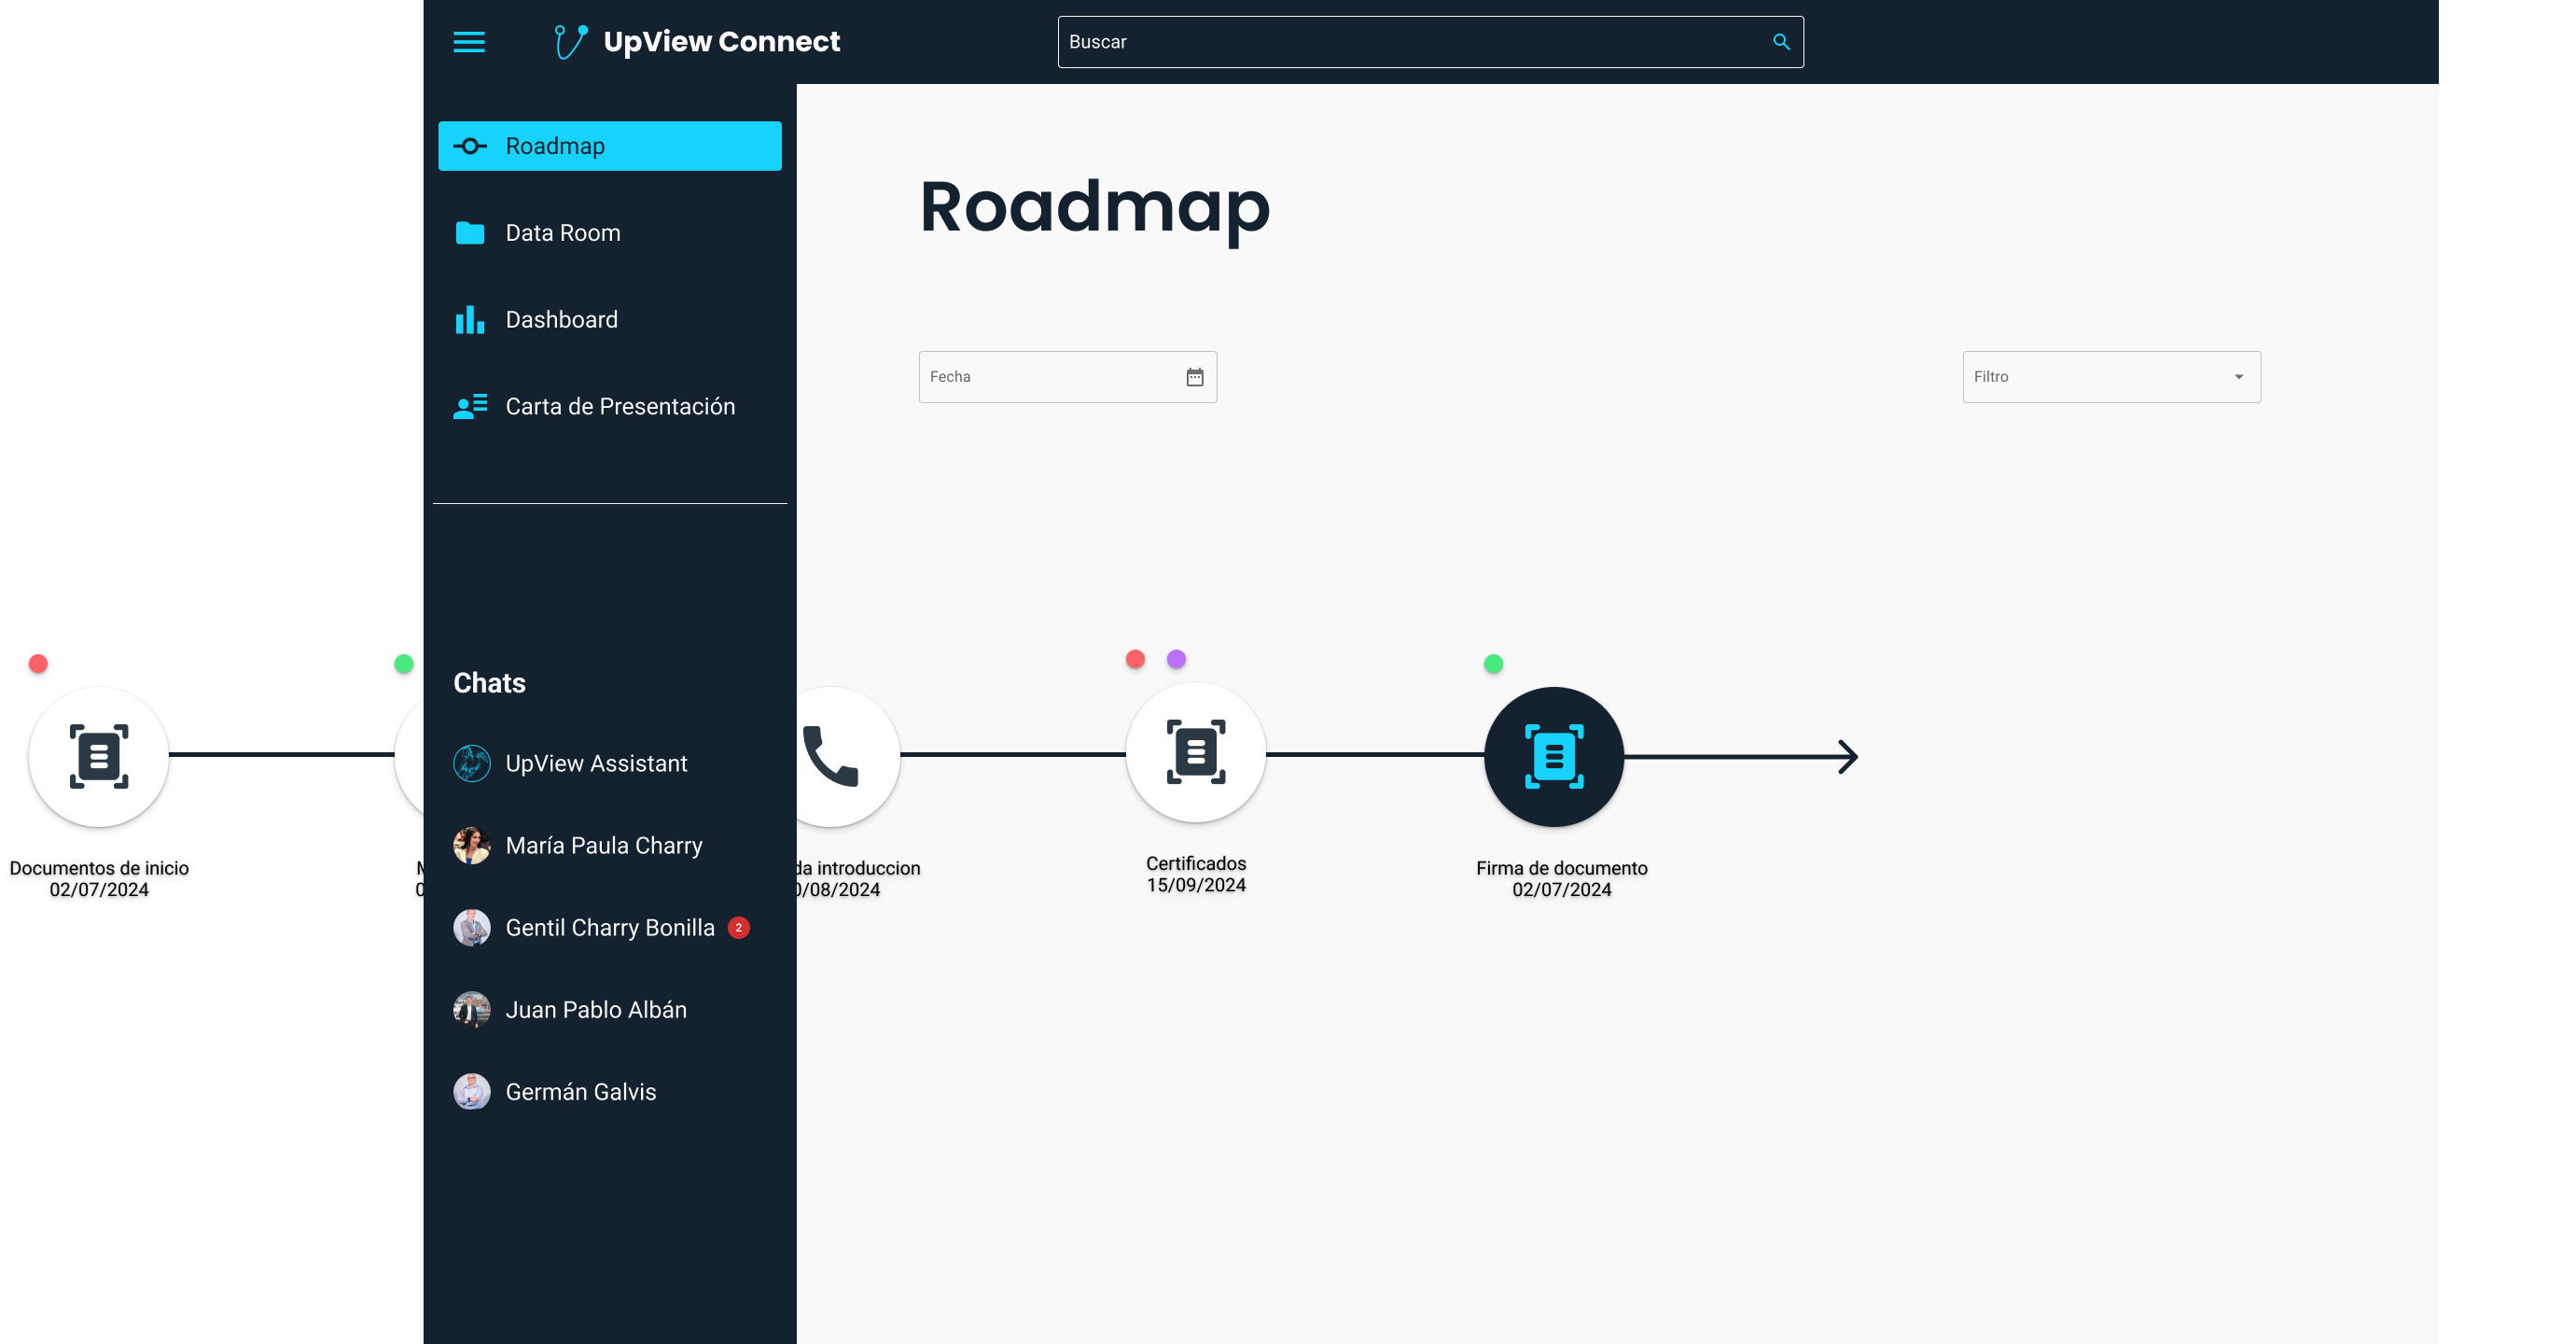 UpView Connect
Buscar
Roadmap
Data Room
Dashboard
Carta de Presentación
Chats
UpView Assistant
María Paula Charry
Gentil Charry Bonilla 2
Juan Pablo Albán
Germán Galvis
Roadmap
Fecha
Filtro
Documentos de inicio
02/07/2024
introduccion
/08/2024
Certificados
15/09/2024
Firma de documento
02/07/2024